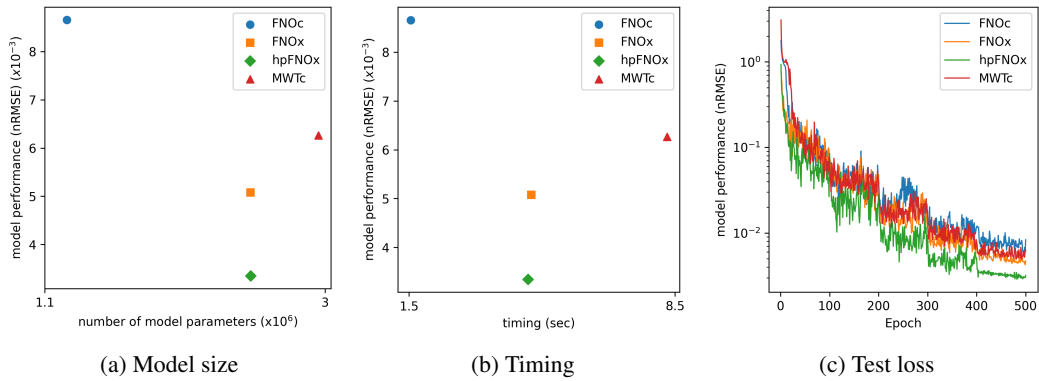 model performance (nRMSE) (x10⁻³)
8
7
6
5
4
1.1
3
number of model parameters (x10⁶)
FNOc
FNOx
hpFNOx
MWTc
(a) Model size
model performance (nRMSE) (x10⁻³)
8
7
6
5
4
1.5
8.5
timing (sec)
FNOc
FNOx
hpFNOx
MWTc
(b) Timing
model performance (nRMSE)
10⁰
10⁻¹
10⁻²
0 100 200 300 400 500
Epoch
FNOc
FNOx
hpFNOx
MWTc
(c) Test loss